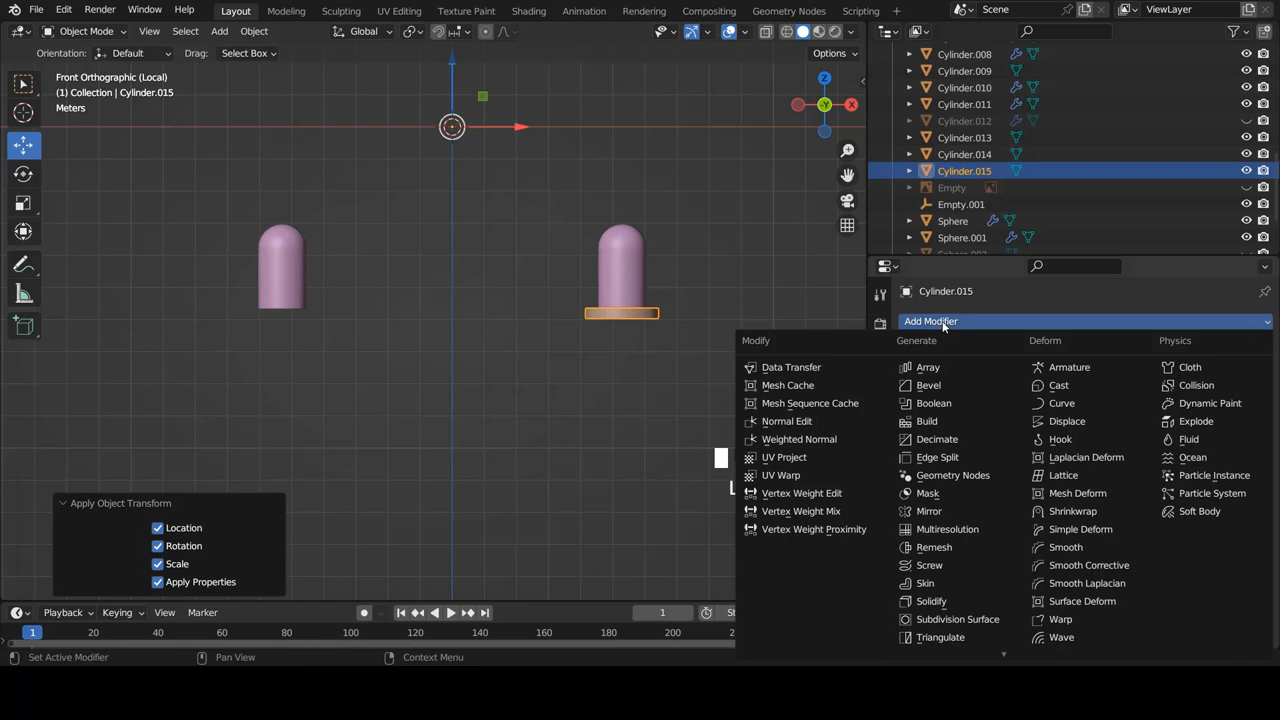 File Edit Render Window Help Layout Modeling Sculpting UV Editing Texture Paint Shading Animation Rendering Compositing Geometry Nodes Scripting Scene ViewLayer
Object Mode View Select Add Object Global
Orientation: Default Drag: Select Box Options
Front Orthographic (Local)
(1) Collection | Cylinder.015
Meters
Z
X
Y
Cylinder.008
Cylinder.009
Cylinder.010
Cylinder.011
Cylinder.012
Cylinder.013
Cylinder.014
Cylinder.015
Empty
Empty.001
Sphere
Sphere.001
Cylinder.015
Add Modifier
Modify Generate Deform Physics
Data Transfer Array Armature Cloth
Mesh Cache Bevel Cast Collision
Mesh Sequence Cache Boolean Curve Dynamic Paint
Normal Edit Build Displace Explode
Weighted Normal Decimate Hook Fluid
UV Project Edge Split Laplacian Deform Ocean
UV Warp Geometry Nodes Lattice Particle Instance
Vertex Weight Edit Mask Mesh Deform Particle System
Vertex Weight Mix Mirror Shrinkwrap Soft Body
Vertex Weight Proximity Multiresolution Simple Deform
Remesh Smooth
Screw Smooth Corrective
Skin Smooth Laplacian
Solidify Surface Deform
Subdivision Surface Warp
Triangulate Wave
Apply Object Transform
Location
Rotation
Scale
Apply Properties
Playback Keying View Marker 1
1 20 40 60 80 100 120 140 160 180 200 220
Set Active Modifier Pan View Context Menu